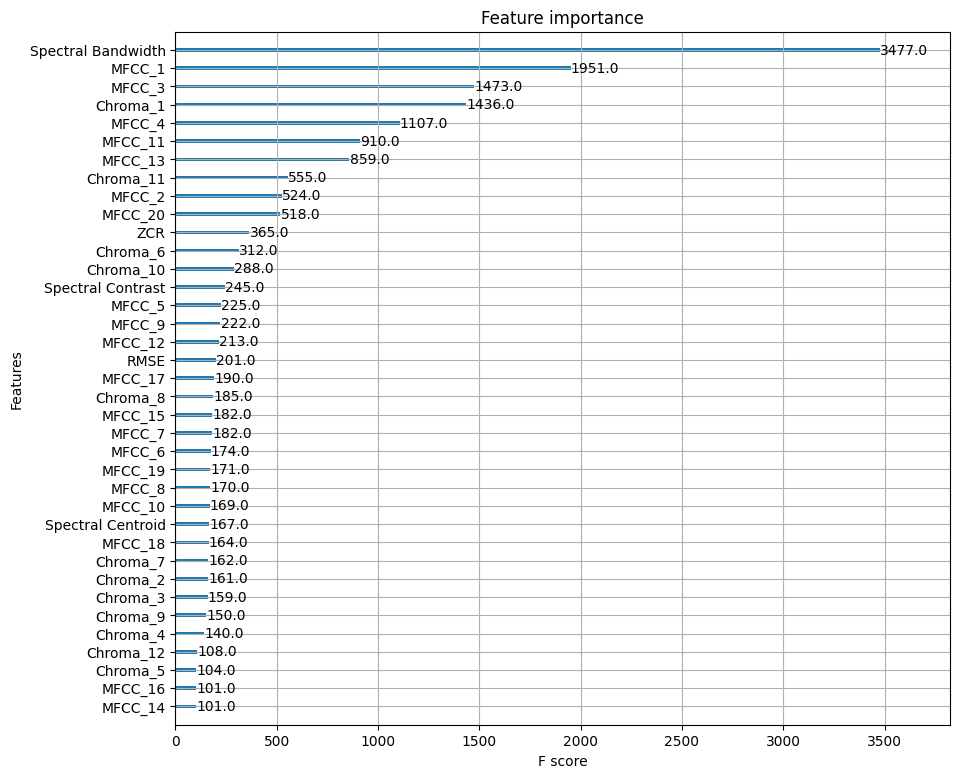 Feature importance
Spectral Bandwidth 3477.0
MFCC_1 1951.0
MFCC_3 1473.0
Chroma_1 1436.0
MFCC_4 1107.0
MFCC_11 910.0
MFCC_13 859.0
Chroma_11 555.0
MFCC_2 524.0
MFCC_20 518.0
ZCR 365.0
Chroma_6 312.0
Chroma_10 288.0
Spectral Contrast 245.0
MFCC_5 225.0
MFCC_9 222.0
MFCC_12 213.0
RMSE 201.0
MFCC_17 190.0
Chroma_8 185.0
MFCC_15 182.0
MFCC_7 182.0
MFCC_6 174.0
MFCC_19 171.0
MFCC_8 170.0
MFCC_10 169.0
Spectral Centroid 167.0
MFCC_18 164.0
Chroma_7 162.0
Chroma_2 161.0
Chroma_3 159.0
Chroma_9 150.0
Chroma_4 140.0
Chroma_12 108.0
Chroma_5 104.0
MFCC_16 101.0
MFCC_14 101.0
Features
0 500 1000 1500 2000 2500 3000 3500
F score